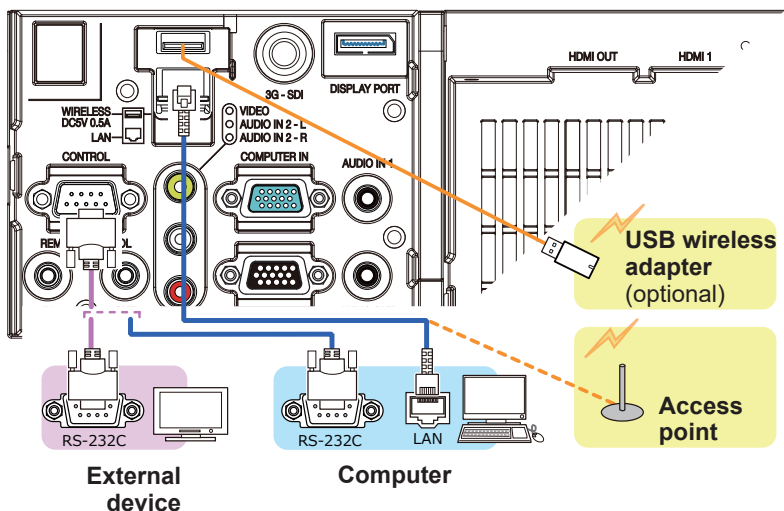 HDMI OUT
HDMI 1
3G - SDI
DISPLAY PORT
WIRELESS
DC5V 0.5A
LAN
VIDEO
AUDIO IN 2 - L
AUDIO IN 2 - R
CONTROL
COMPUTER IN
AUDIO IN 1
REM
OL
USB wireless
adapter
(optional)
RS-232C
RS-232C
LAN
Access
point
External
device
Computer